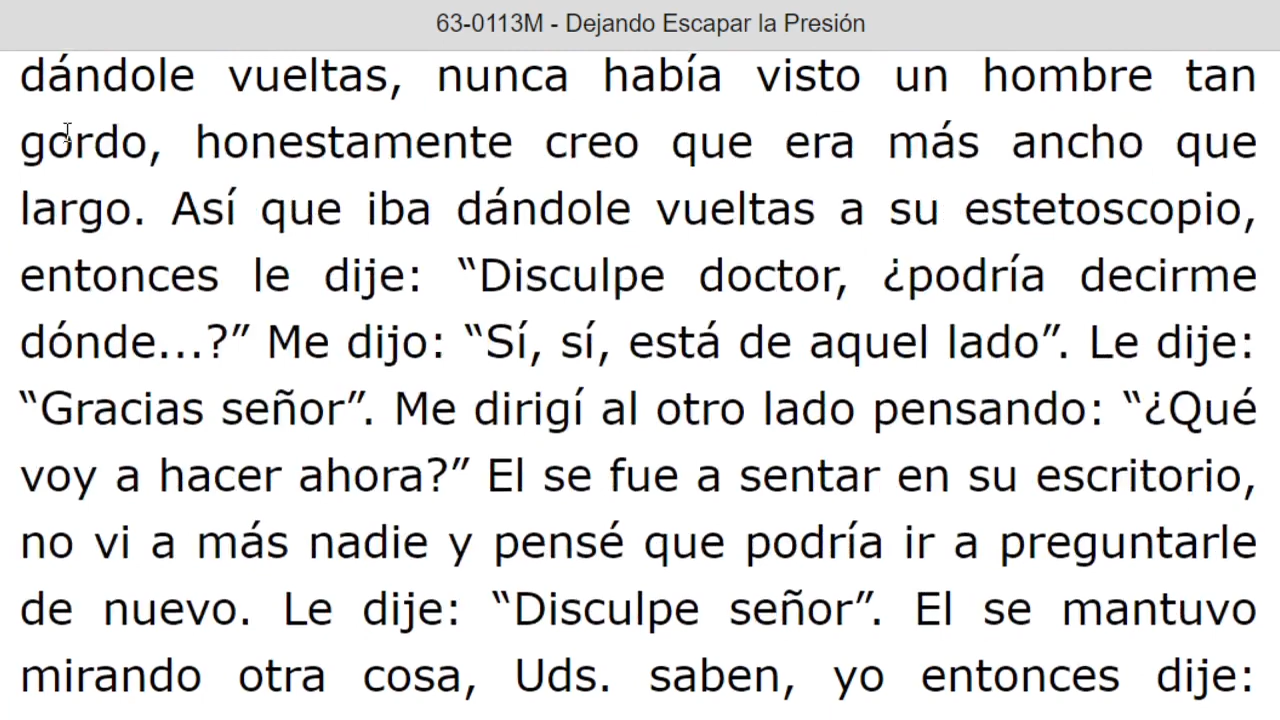 63-0113M - Dejando Escapar la Presión
dándole vueltas, nunca había visto un hombre tan
gordo, honestamente creo que era más ancho que
largo. Así que iba dándole vueltas a su estetoscopio,
entonces le dije: “Disculpe doctor, ¿podría decirme
dónde...?” Me dijo: “Sí, sí, está de aquel lado”. Le dije:
“Gracias señor”. Me dirigí al otro lado pensando: “¿Qué
voy a hacer ahora?” El se fue a sentar en su escritorio,
no vi a más nadie y pensé que podría ir a preguntarle
de nuevo. Le dije: “Disculpe señor”. El se mantuvo
mirando otra cosa, Uds. saben, yo entonces dije: